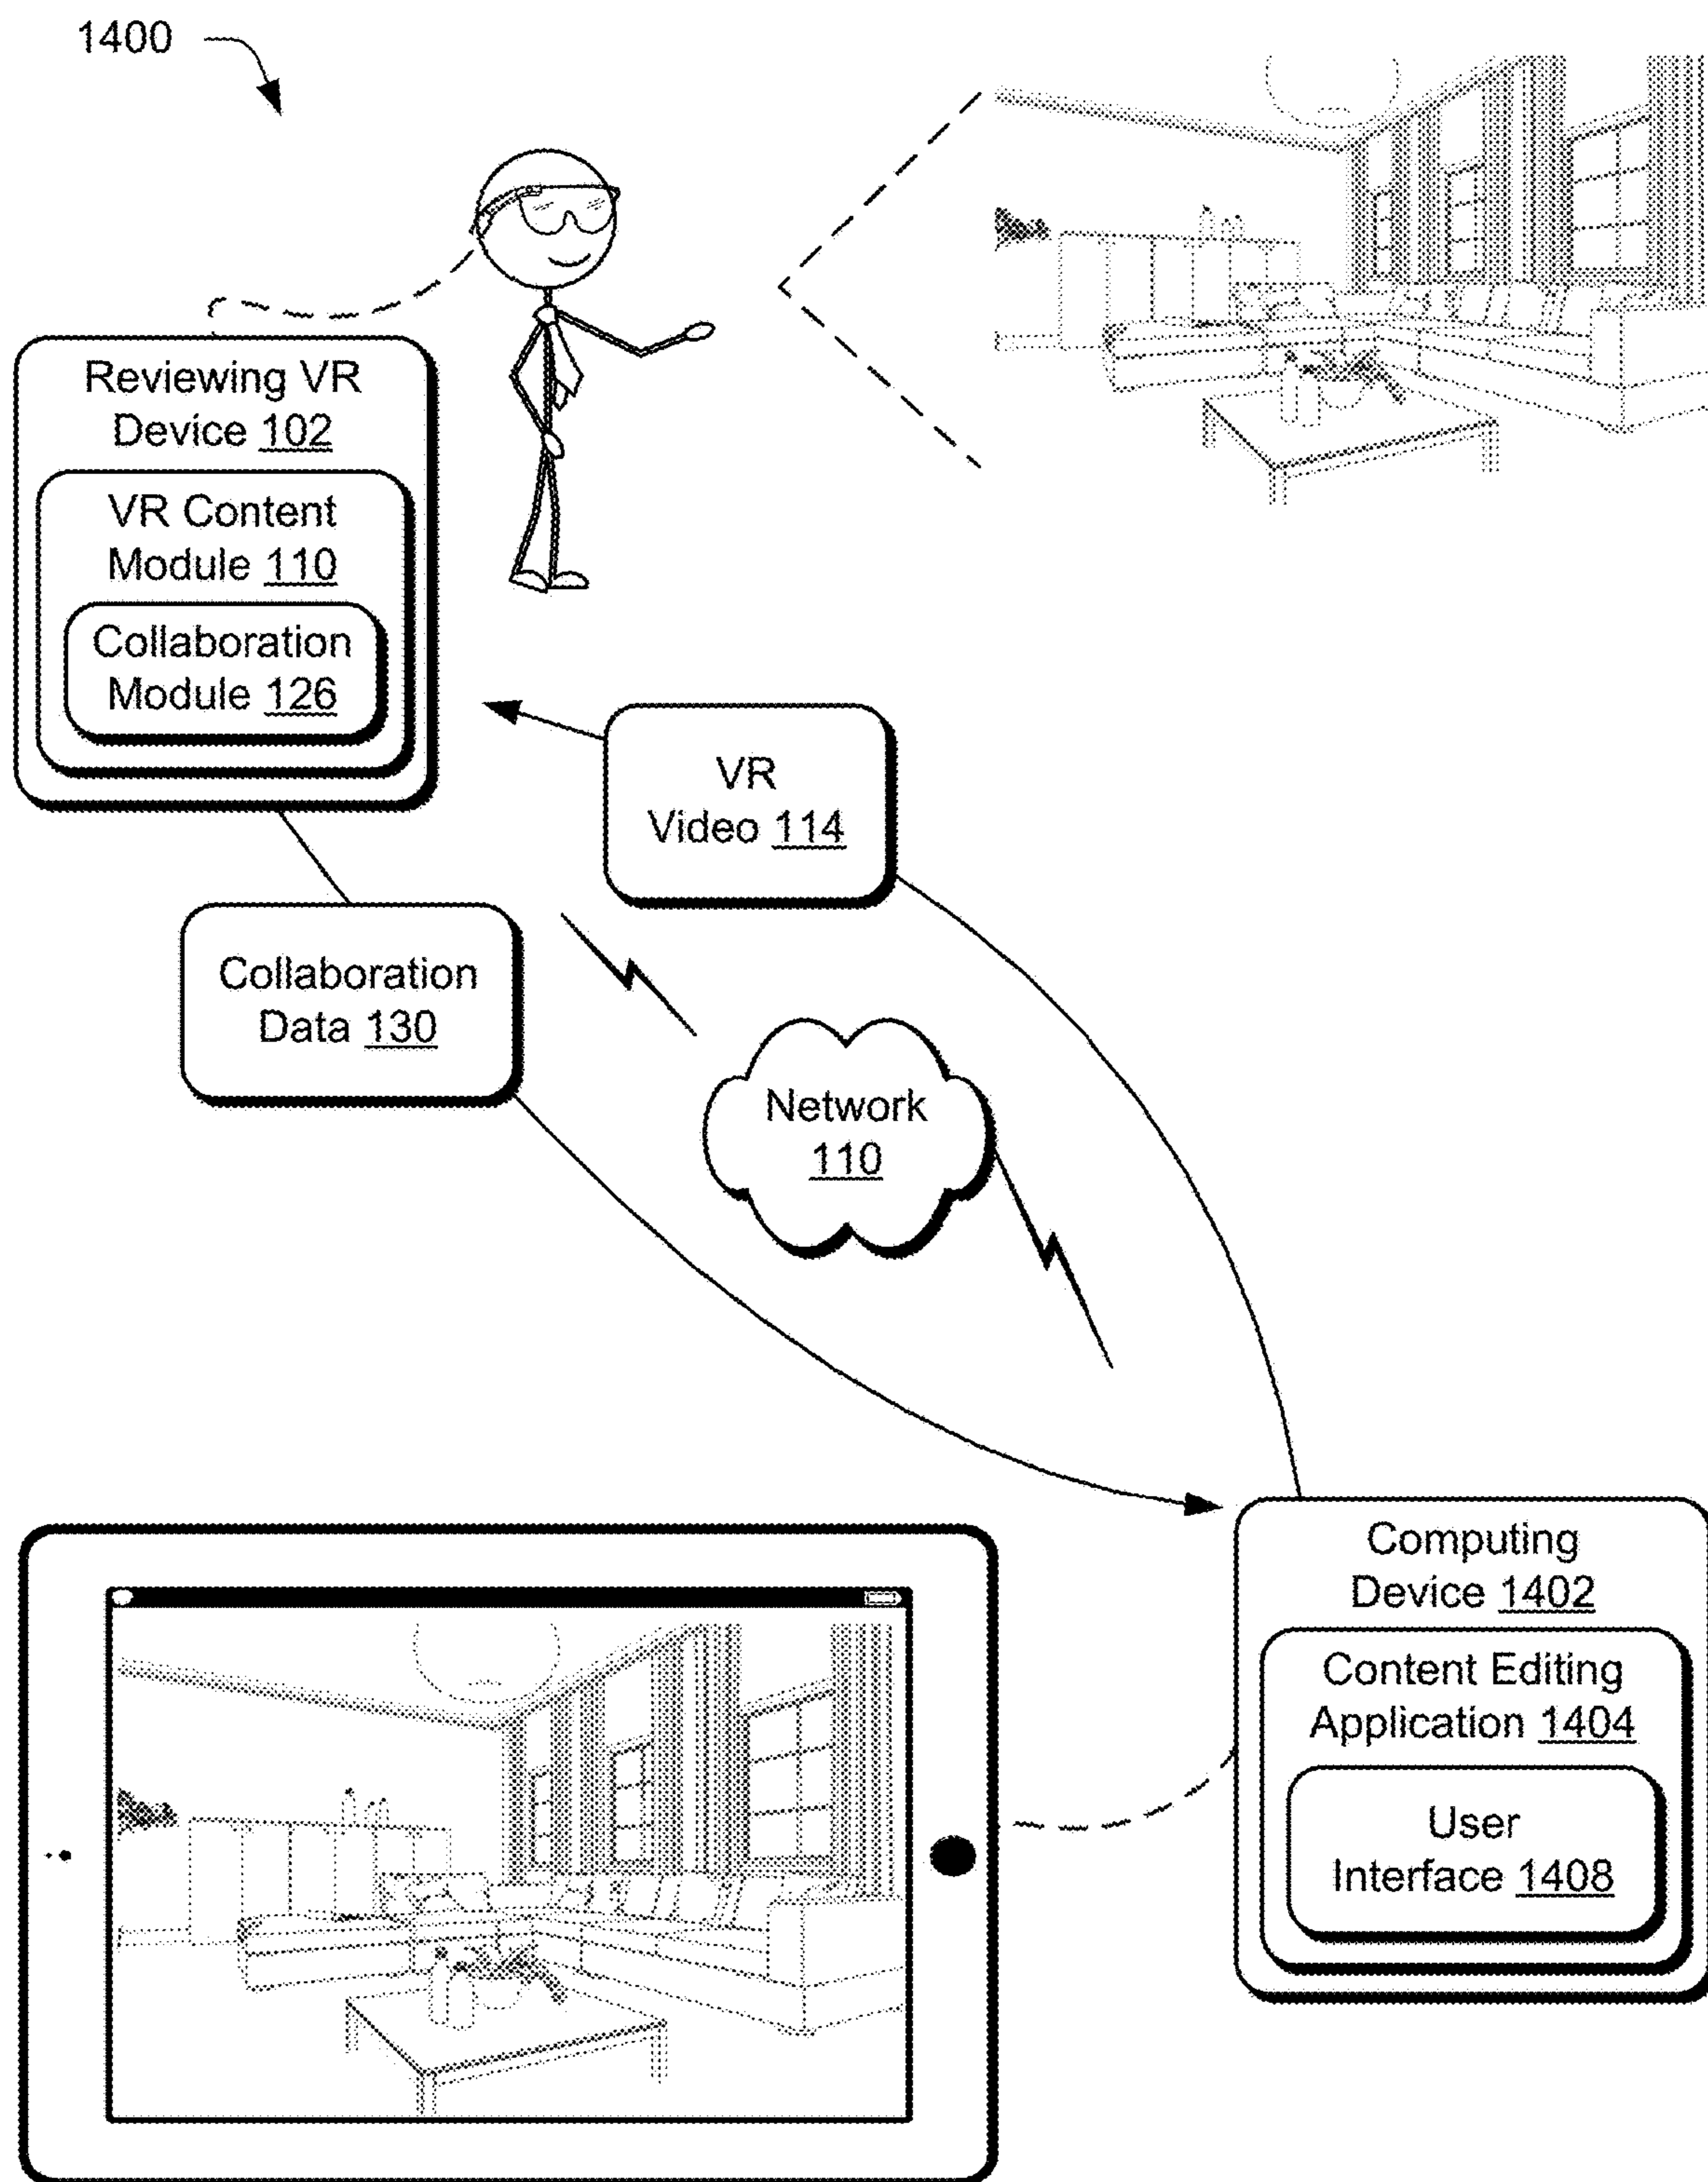 1400
Reviewing VR
Device 102
VR Content
Module 110
Collaboration
Module 126
VR
Video 114
Collaboration
Data 130
Network
110
Computing
Device 1402
Content Editing
Application 1404
User
Interface 1408